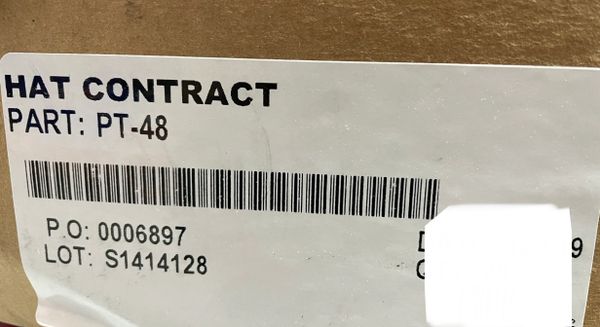 HAT CONTRACT
PART: PT-48
P.O: 0006897
LOT: S1414128